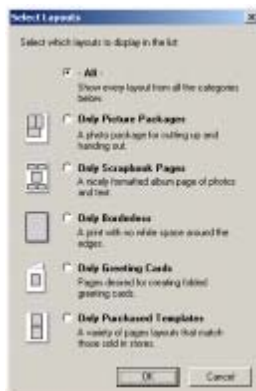 Select Layouts
Select which layouts to display in the list:
- All -
Show every layout from all the categories
below.
Only Picture Packages
A photo package for cutting up and
handing out.
Only Scrapbook Pages
A nicely formatted album page of photos
and text.
Only Borderless
A print with no white space around the
edges.
Only Greeting Cards
Pages desired for creating folded
greeting cards.
Only Purchased Templates
A variety of pages layouts that match
those sold in stores.
OK
Cancel